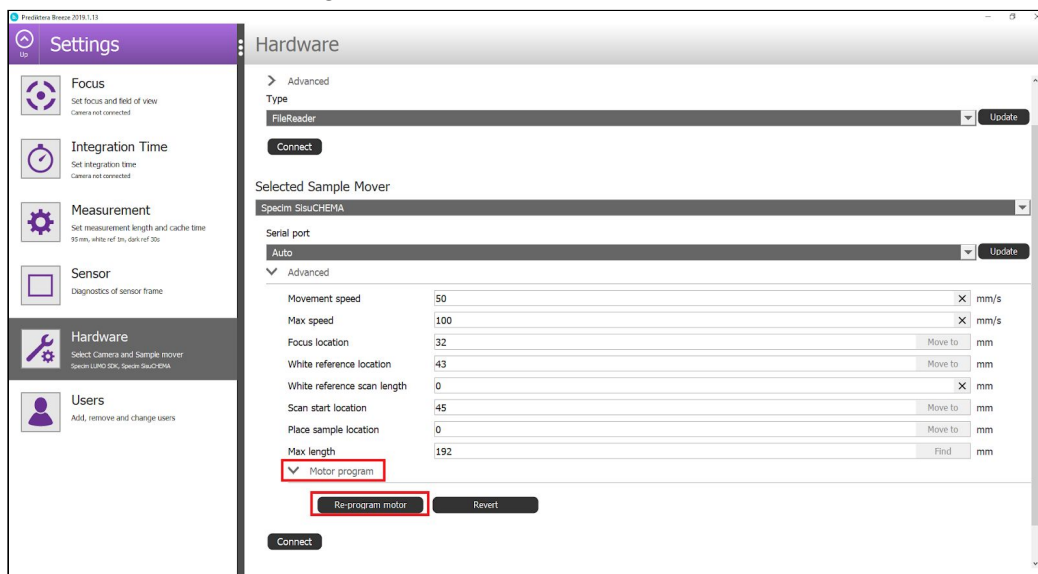 Prediktera Breeze 2019.1.13
Up
Settings
Hardware
Focus
Set focus and field of view
Camera not connected
Integration Time
Set integration time
Camera not connected
Measurement
Set measurement length and cache time
95 mm, white ref 1m, dark ref 30s
Sensor
Diagnostics of sensor frame
Hardware
Select Camera and Sample mover
Specim LUMO SDK, Specim SisuCHEMA
Users
Add, remove and change users
Advanced
Type
FileReader
Update
Connect
Selected Sample Mover
Specim SisuCHEMA
Serial port
Auto
Update
Advanced
Movement speed 50 mm/s
Max speed 100 mm/s
Focus location 32 Move to mm
White reference location 43 Move to mm
White reference scan length 0 mm
Scan start location 45 Move to mm
Place sample location 0 Move to mm
Max length 192 Find mm
Motor program
Re-program motor Revert
Connect